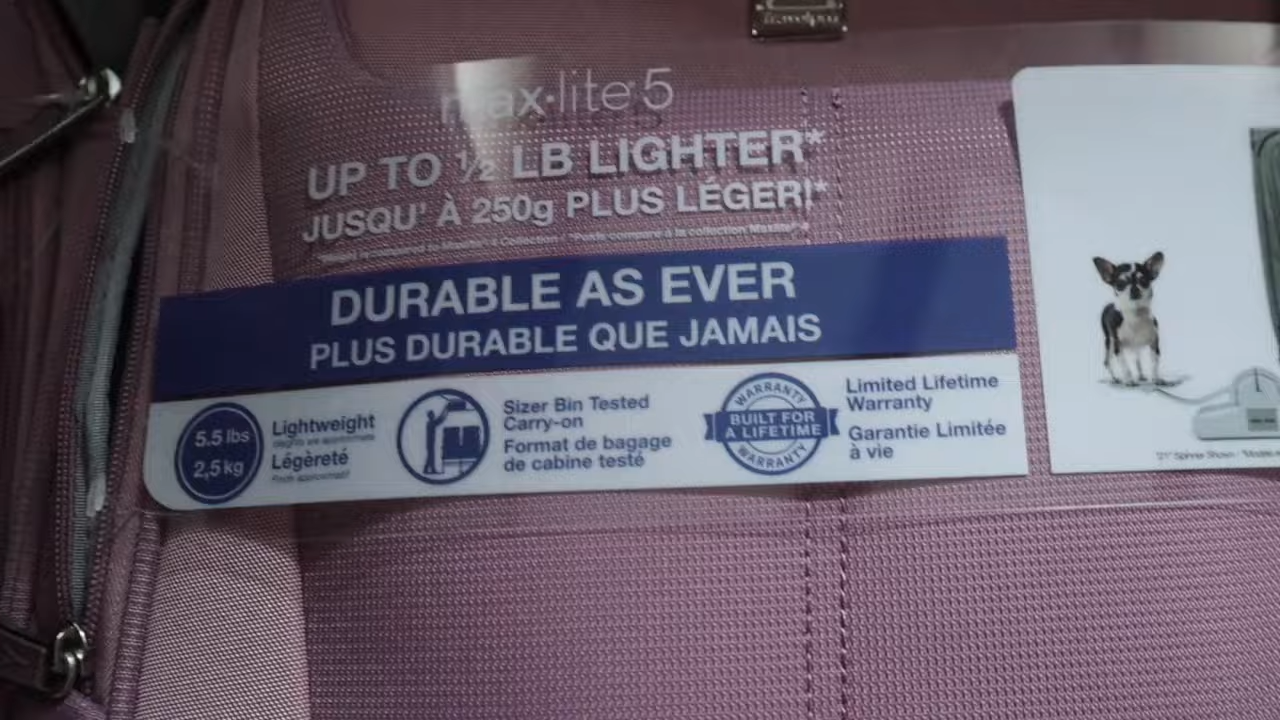 max·lite® 5
UP TO ½ LB LIGHTER*
JUSQU' À 250g PLUS LÉGER!*
DURABLE AS EVER
PLUS DURABLE QUE JAMAIS
5.5 lbs
2,5 kg
Lightweight
Légèreté
Sizer Bin Tested
Carry-on
Format de bagage
de cabine testé
WARRANTY
BUILT FOR
A LIFETIME
WARRANTY
Limited Lifetime
Warranty
Garantie Limitée
à vie